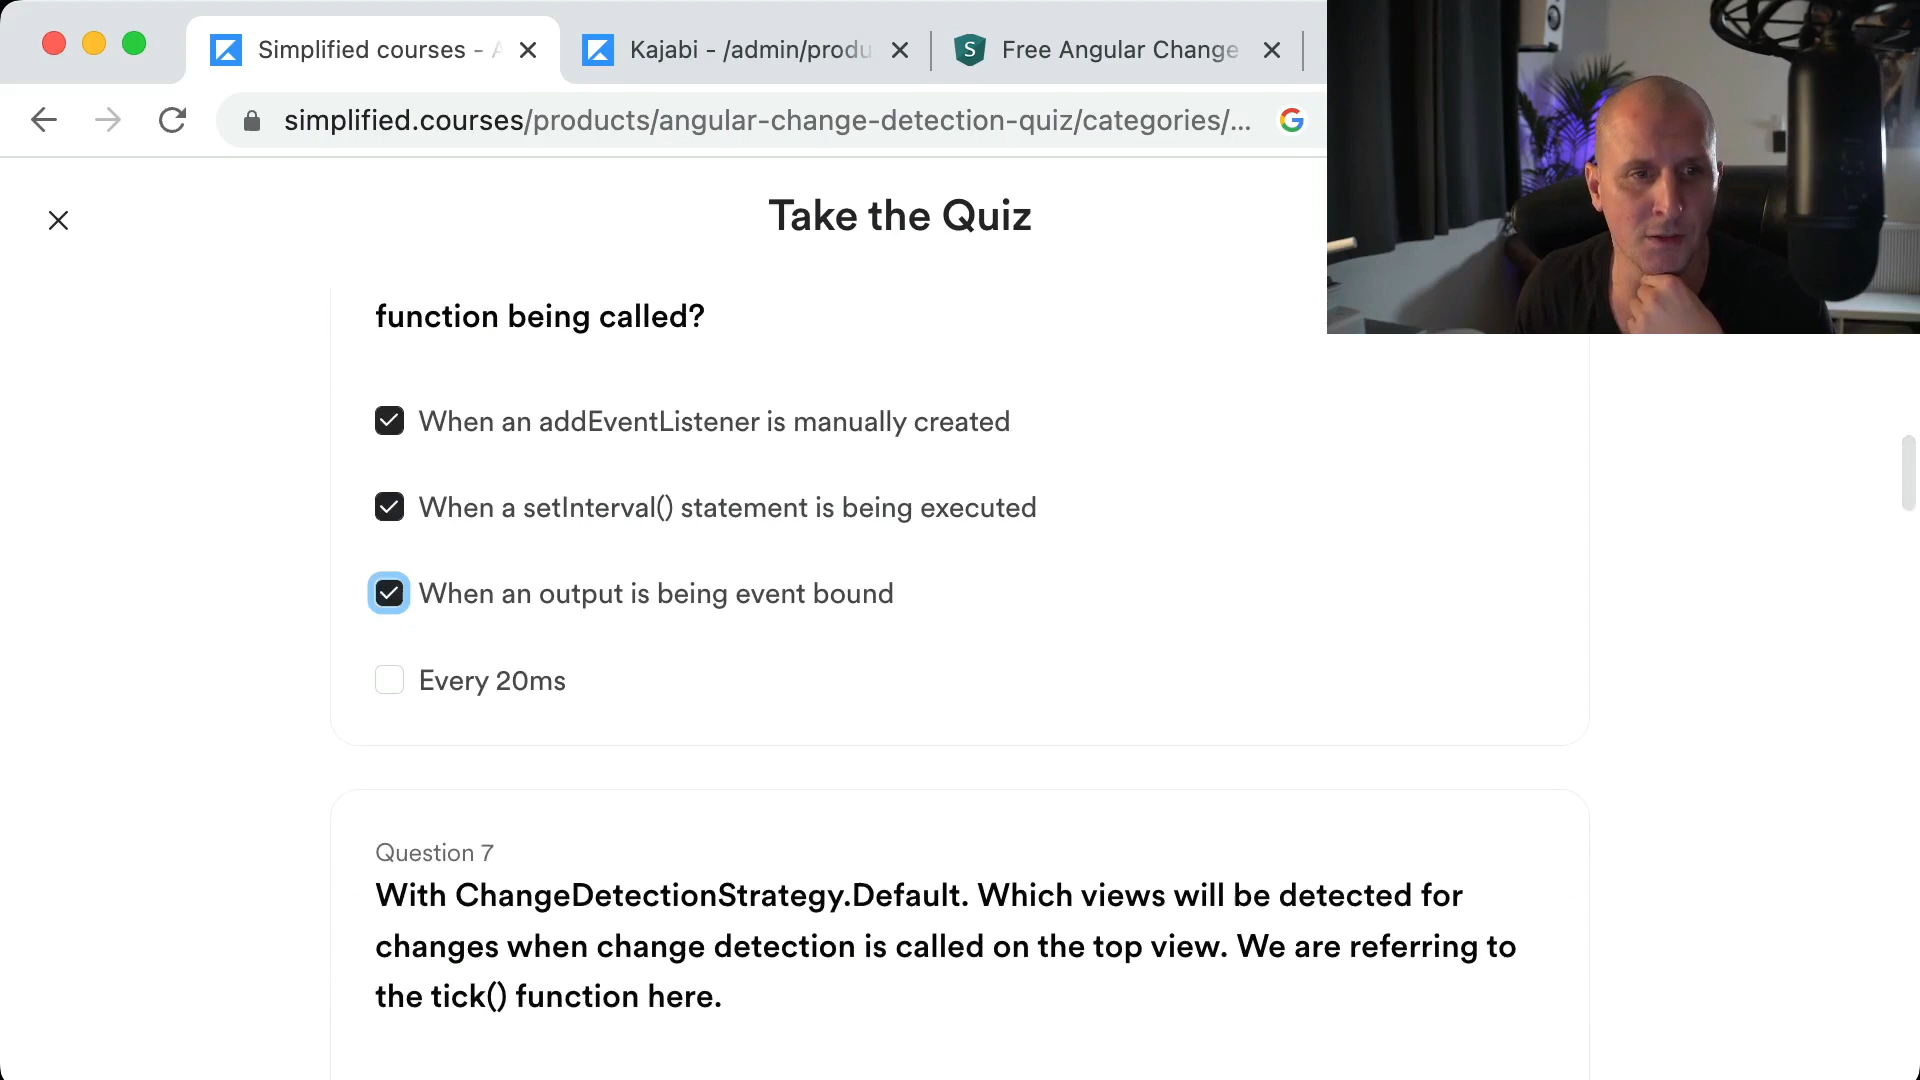 Simplified courses - A
Kajabi - /admin/produ
S
Free Angular Change
simplified.courses/products/angular-change-detection-quiz/categories/...
Take the Quiz
function being called?
When an addEventListener is manually created
When a setInterval() statement is being executed
When an output is being event bound
Every 20ms
Question 7
With ChangeDetectionStrategy.Default. Which views will be detected for
changes when change detection is called on the top view. We are referring to
the tick() function here.